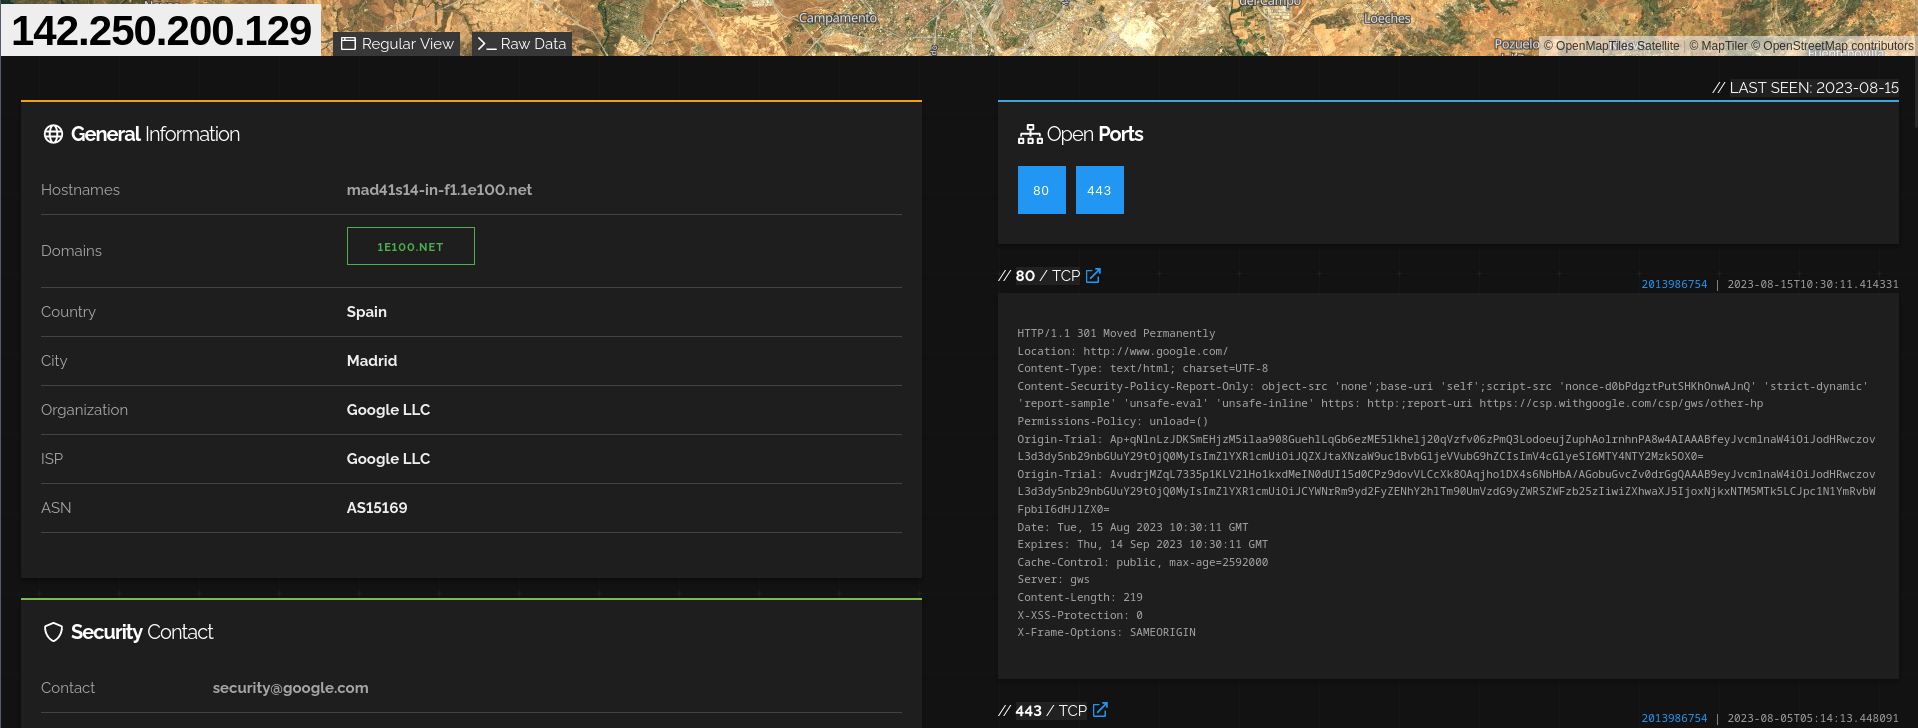 Campamento
del Campo
Loeches
142.250.200.129
Regular View
Raw Data
Pozuelo
© OpenMapTiles Satellite | © MapTiler © OpenStreetMap contributors
// LAST SEEN: 2023-08-15
General Information
Hostnames mad41s14-in-f1.1e100.net
Domains 1E100.NET
Country Spain
City Madrid
Organization Google LLC
ISP Google LLC
ASN AS15169
Security Contact
Contact security@google.com
Open Ports
80 443
// 80 / TCP
2013986754 | 2023-08-15T10:30:11.414331
HTTP/1.1 301 Moved Permanently
Location: http://www.google.com/
Content-Type: text/html; charset=UTF-8
Content-Security-Policy-Report-Only: object-src 'none';base-uri 'self';script-src 'nonce-d0bPdgztPutSHKhOnwAJnQ' 'strict-dynamic'
'report-sample' 'unsafe-eval' 'unsafe-inline' https: http:;report-uri https://csp.withgoogle.com/csp/gws/other-hp
Permissions-Policy: unload=()
Origin-Trial: Ap+qNlnLzJDKSmEHjzM5ilaa908GuehlLqGb6ezME5lkhelj20qVzfv06zPmQ3LodoeujZuphAolrnhnPA8w4AIAAABfeyJvcmlnaW4iOiJodHRwczov
L3d3dy5nb29nbGUuY29tOjQ0MyIsImZlYXR1cmUiOiJQZXJtaXNzaW9uc1BvbGljeVVubG9hZCIsImV4cGlyeSI6MTY4NTY2Mzk5OX0=
Origin-Trial: AvudrjMZqL7335p1KLV2lHo1kxdMeIN0dUI15d0CPz9dovVLCcXk8OAqjho1DX4s6NbHbA/AGobuGvcZv0drGgQAAAB9eyJvcmlnaW4iOiJodHRwczov
L3d3dy5nb29nbGUuY29tOjQ0MyIsImZlYXR1cmUiOiJCYWNrRm9yd2FyZENhY2hlTm90UmVzdG9yZWRSZWFzb25zIiwiZXhwaXJ5IjoxNjkxNTM5MTk5LCJpc1N1YmRvbW
FpbiI6dHJ1ZX0=
Date: Tue, 15 Aug 2023 10:30:11 GMT
Expires: Thu, 14 Sep 2023 10:30:11 GMT
Cache-Control: public, max-age=2592000
Server: gws
Content-Length: 219
X-XSS-Protection: 0
X-Frame-Options: SAMEORIGIN
// 443 / TCP
2013986754 | 2023-08-05T05:14:13.448091